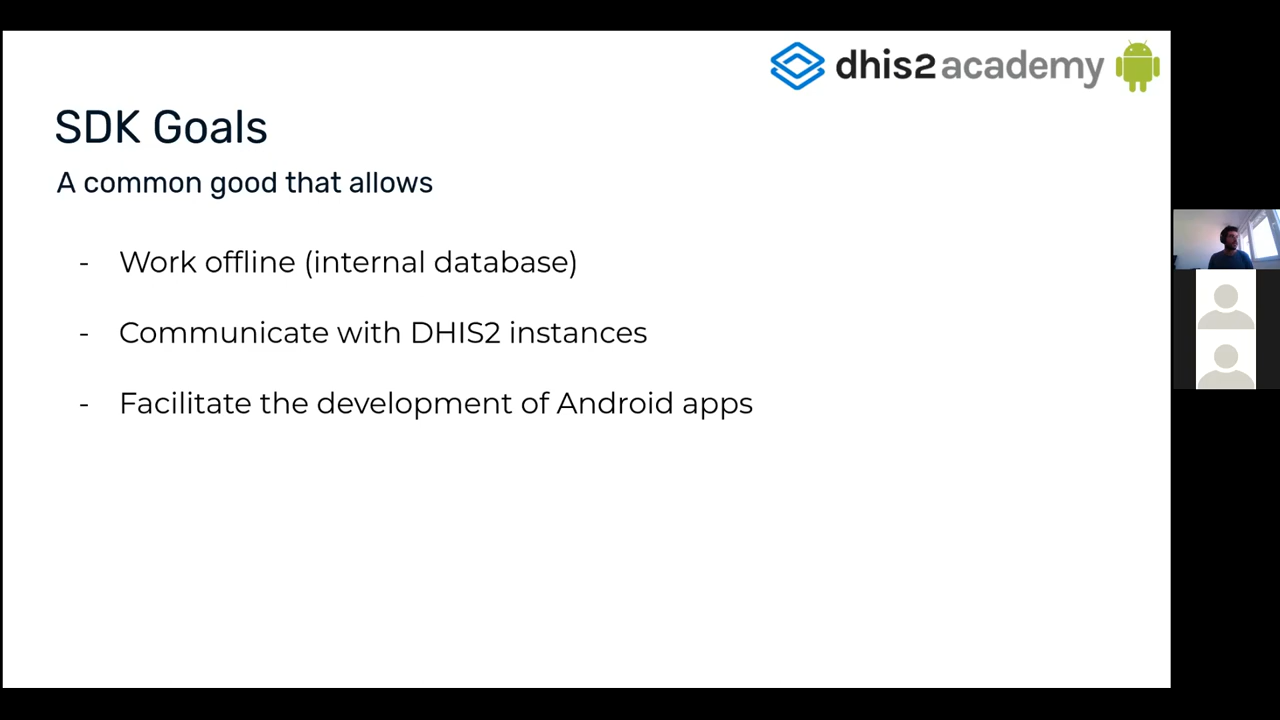 dhis2 academy
SDK Goals
A common good that allows
- Work offline (internal database)
- Communicate with DHIS2 instances
- Facilitate the development of Android apps